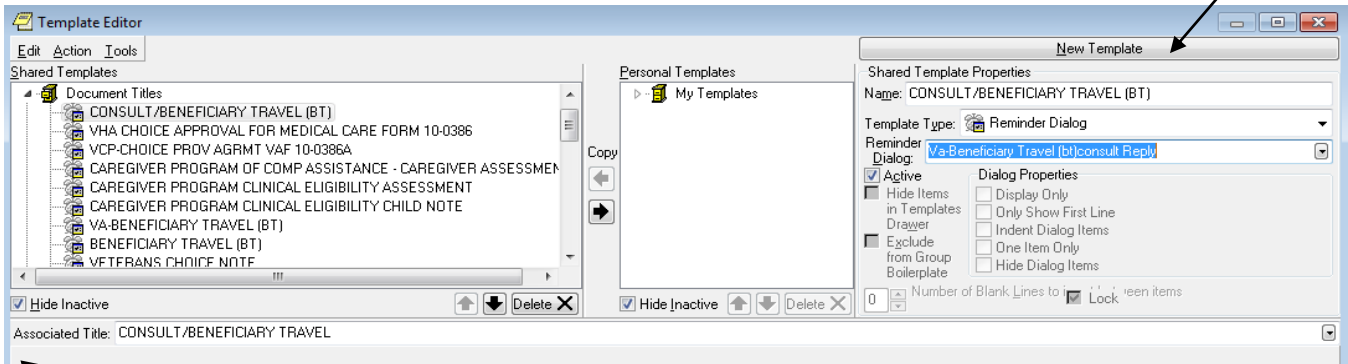 Template Editor
Edit Action Tools
New Template
Shared Templates
Document Titles
CONSULT/BENEFICIARY TRAVEL (BT)
VHA CHOICE APPROVAL FOR MEDICAL CARE FORM 10-0386
VCP-CHOICE PROV AGRMT VAF 10-0386A
CAREGIVER PROGRAM OF COMP ASSISTANCE - CAREGIVER ASSESSMEN
CAREGIVER PROGRAM CLINICAL ELIGIBILITY ASSESSMENT
CAREGIVER PROGRAM CLINICAL ELIGIBILITY CHILD NOTE
VA-BENEFICIARY TRAVEL (BT)
BENEFICIARY TRAVEL (BT)
VETERANS CHOICE NOTE
Hide Inactive
Delete
Copy
Personal Templates
My Templates
Hide Inactive
Delete
Shared Template Properties
Name: CONSULT/BENEFICIARY TRAVEL (BT)
Template Type: Reminder Dialog
Reminder
Dialog: Va-Beneficiary Travel (bt)consult Reply
Active
Hide Items
in Templates
Drawer
Exclude
from Group
Boilerplate
Dialog Properties
Display Only
Only Show First Line
Indent Dialog Items
One Item Only
Hide Dialog Items
0 Number of Blank Lines to Lock een items
Associated Title: CONSULT/BENEFICIARY TRAVEL